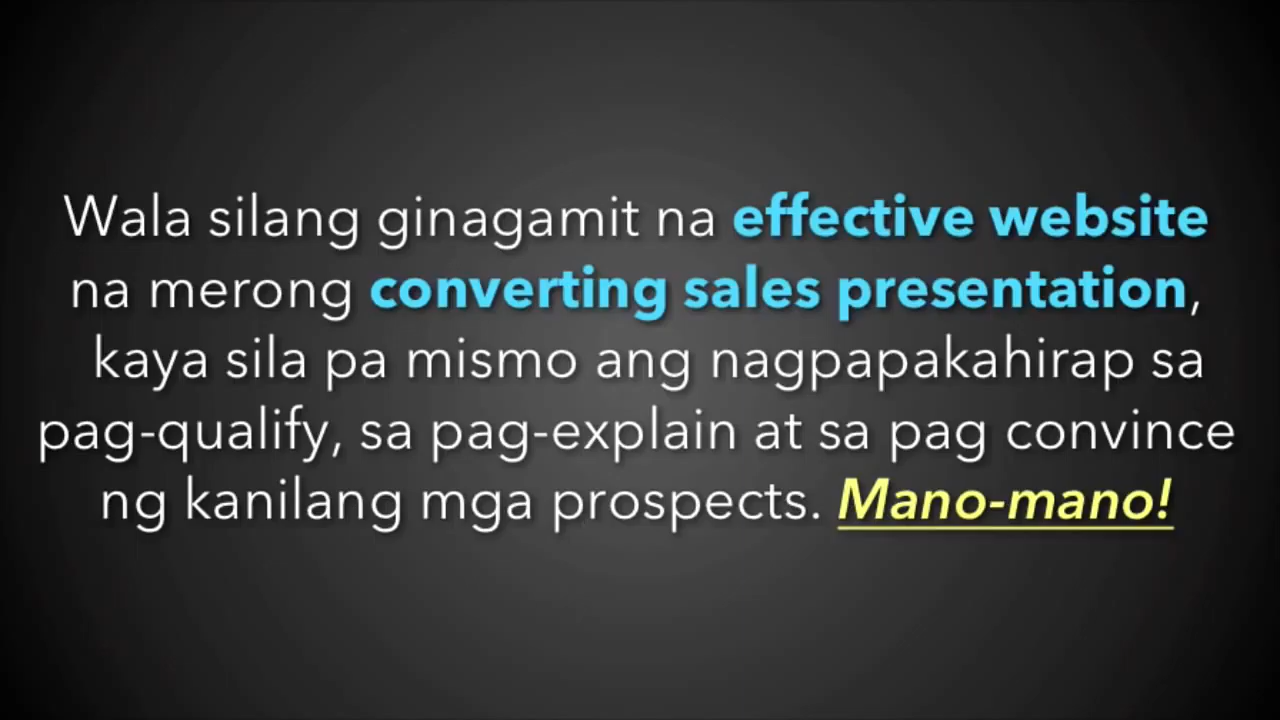 Wala silang ginagamit na effective website
na merong converting sales presentation,
kaya sila pa mismo ang nagpapakahirap sa
pag-qualify, sa pag-explain at sa pag convince
ng kanilang mga prospects. Mano-mano!